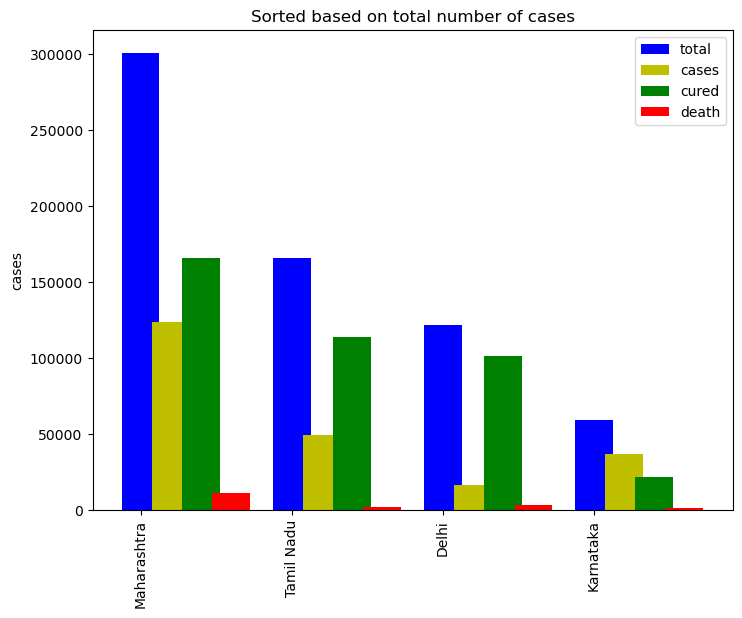 Sorted based on total number of cases
total
cases
cured
death
300000
250000
200000
150000
100000
50000
0
cases
Maharashtra
Tamil Nadu
Delhi
Karnataka